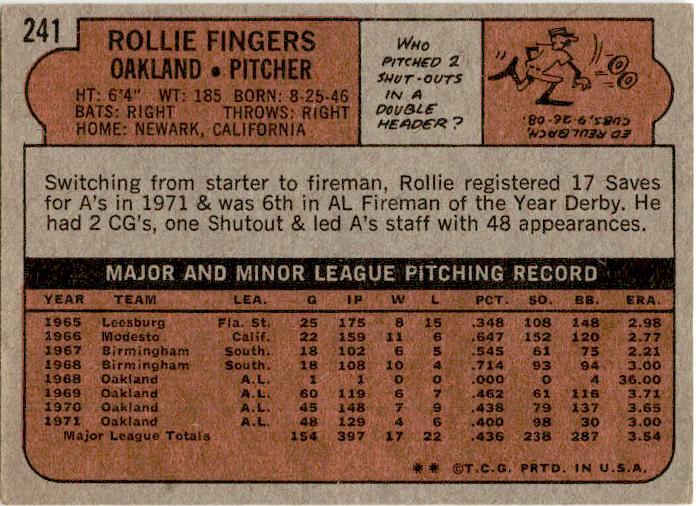 241
ROLLIE FINGERS
OAKLAND • PITCHER
HT: 6'4" WT: 185 BORN: 8-25-46
BATS: RIGHT THROWS: RIGHT
HOME: NEWARK, CALIFORNIA
WHO
PITCHED 2
SHUT-OUTS
IN A
DOUBLE
HEADER?
ED REULBACH,
CUBS, 9-26-08.
Switching from starter to fireman, Rollie registered 17 Saves
for A's in 1971 & was 6th in AL Fireman of the Year Derby. He
had 2 CG's, one Shutout & led A's staff with 48 appearances.
MAJOR AND MINOR LEAGUE PITCHING RECORD
YEAR TEAM LEA. G IP W L PCT. SO. BB. ERA.
1965 Leesburg Fla. St. 25 175 8 15 .348 108 148 2.98
1966 Modesto Calif. 22 159 11 6 .647 152 120 2.77
1967 Birmingham South. 18 102 6 5 .545 61 75 2.21
1968 Birmingham South. 18 108 10 4 .714 93 94 3.00
1968 Oakland A.L. 1 1 0 0 .000 0 4 36.00
1969 Oakland A.L. 60 119 6 7 .462 61 116 3.71
1970 Oakland A.L. 45 148 7 9 .438 79 137 3.65
1971 Oakland A.L. 48 129 4 6 .400 98 30 3.00
Major League Totals 154 397 17 22 .436 238 287 3.54
** ©T.C.G. PRTD. IN U.S.A.